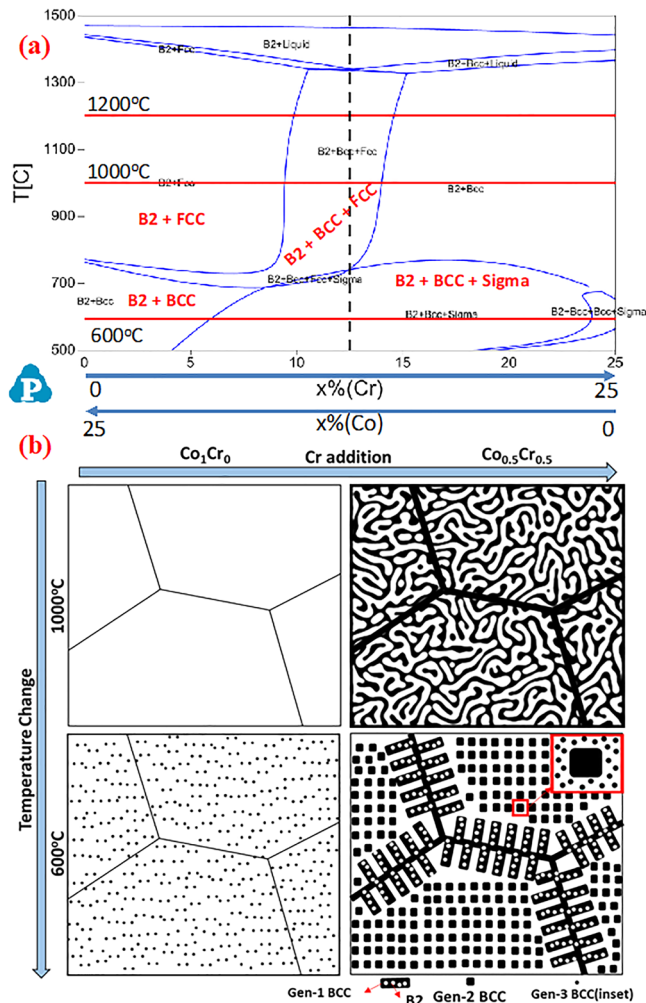 (a)
1500
B2+Liquid
B2+Fcc
B2+Bcc+Liquid
1300
1200°C
1100
B2+Bcc+Fcc
T[C]
1000°C
B2+Fcc
B2+Bcc
900
B2 + FCC
B2 + BCC + FCC
700
B2+Bcc+Fcc+Sigma
B2 + BCC + Sigma
B2+Bcc
B2 + BCC
B2+Bcc+Sigma
B2+Bcc+Bcc+Sigma
600°C
500
0
5
10
15
20
25
P
0
x%(Cr)
25
x%(Co)
25
0
(b)
Co1Cr0
Cr addition
Co0.5Cr0.5
1000°C
Temperature Change
600°C
Gen-1 BCC
B2
Gen-2 BCC
Gen-3 BCC(inset)